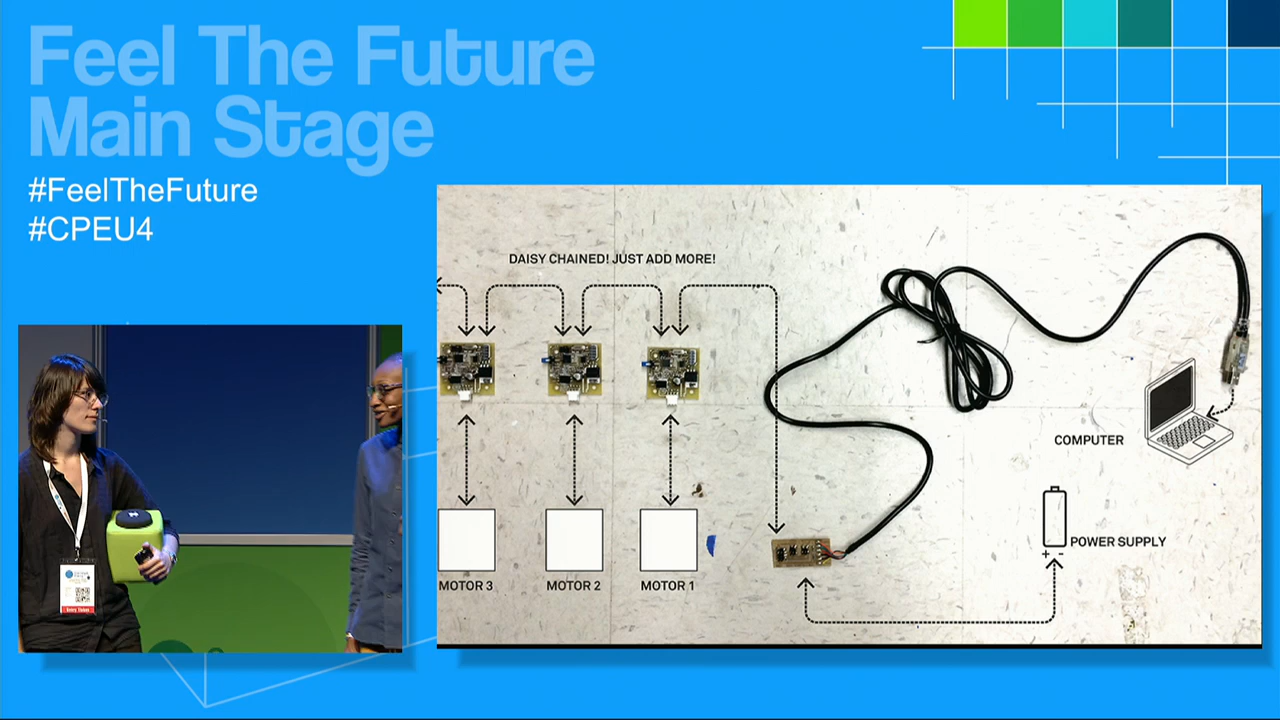 Feel The Future
Main Stage
#FeelTheFuture
#CPEU4
DAISY CHAINED! JUST ADD MORE!
COMPUTER
POWER SUPPLY
+ -
MOTOR 3
MOTOR 2
MOTOR 1